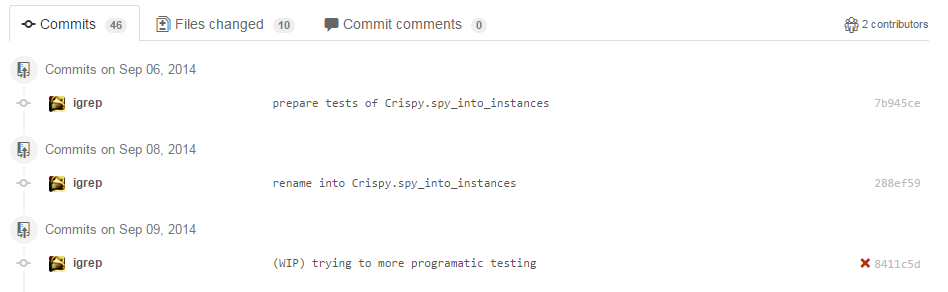 Commits 46 Files changed 10 Commit comments 0 2 contributors
Commits on Sep 06, 2014
igrep prepare tests of Crispy.spy_into_instances 7b945ce
Commits on Sep 08, 2014
igrep rename into Crispy.spy_into_instances 288ef59
Commits on Sep 09, 2014
igrep (WIP) trying to more programatic testing 8411c5d